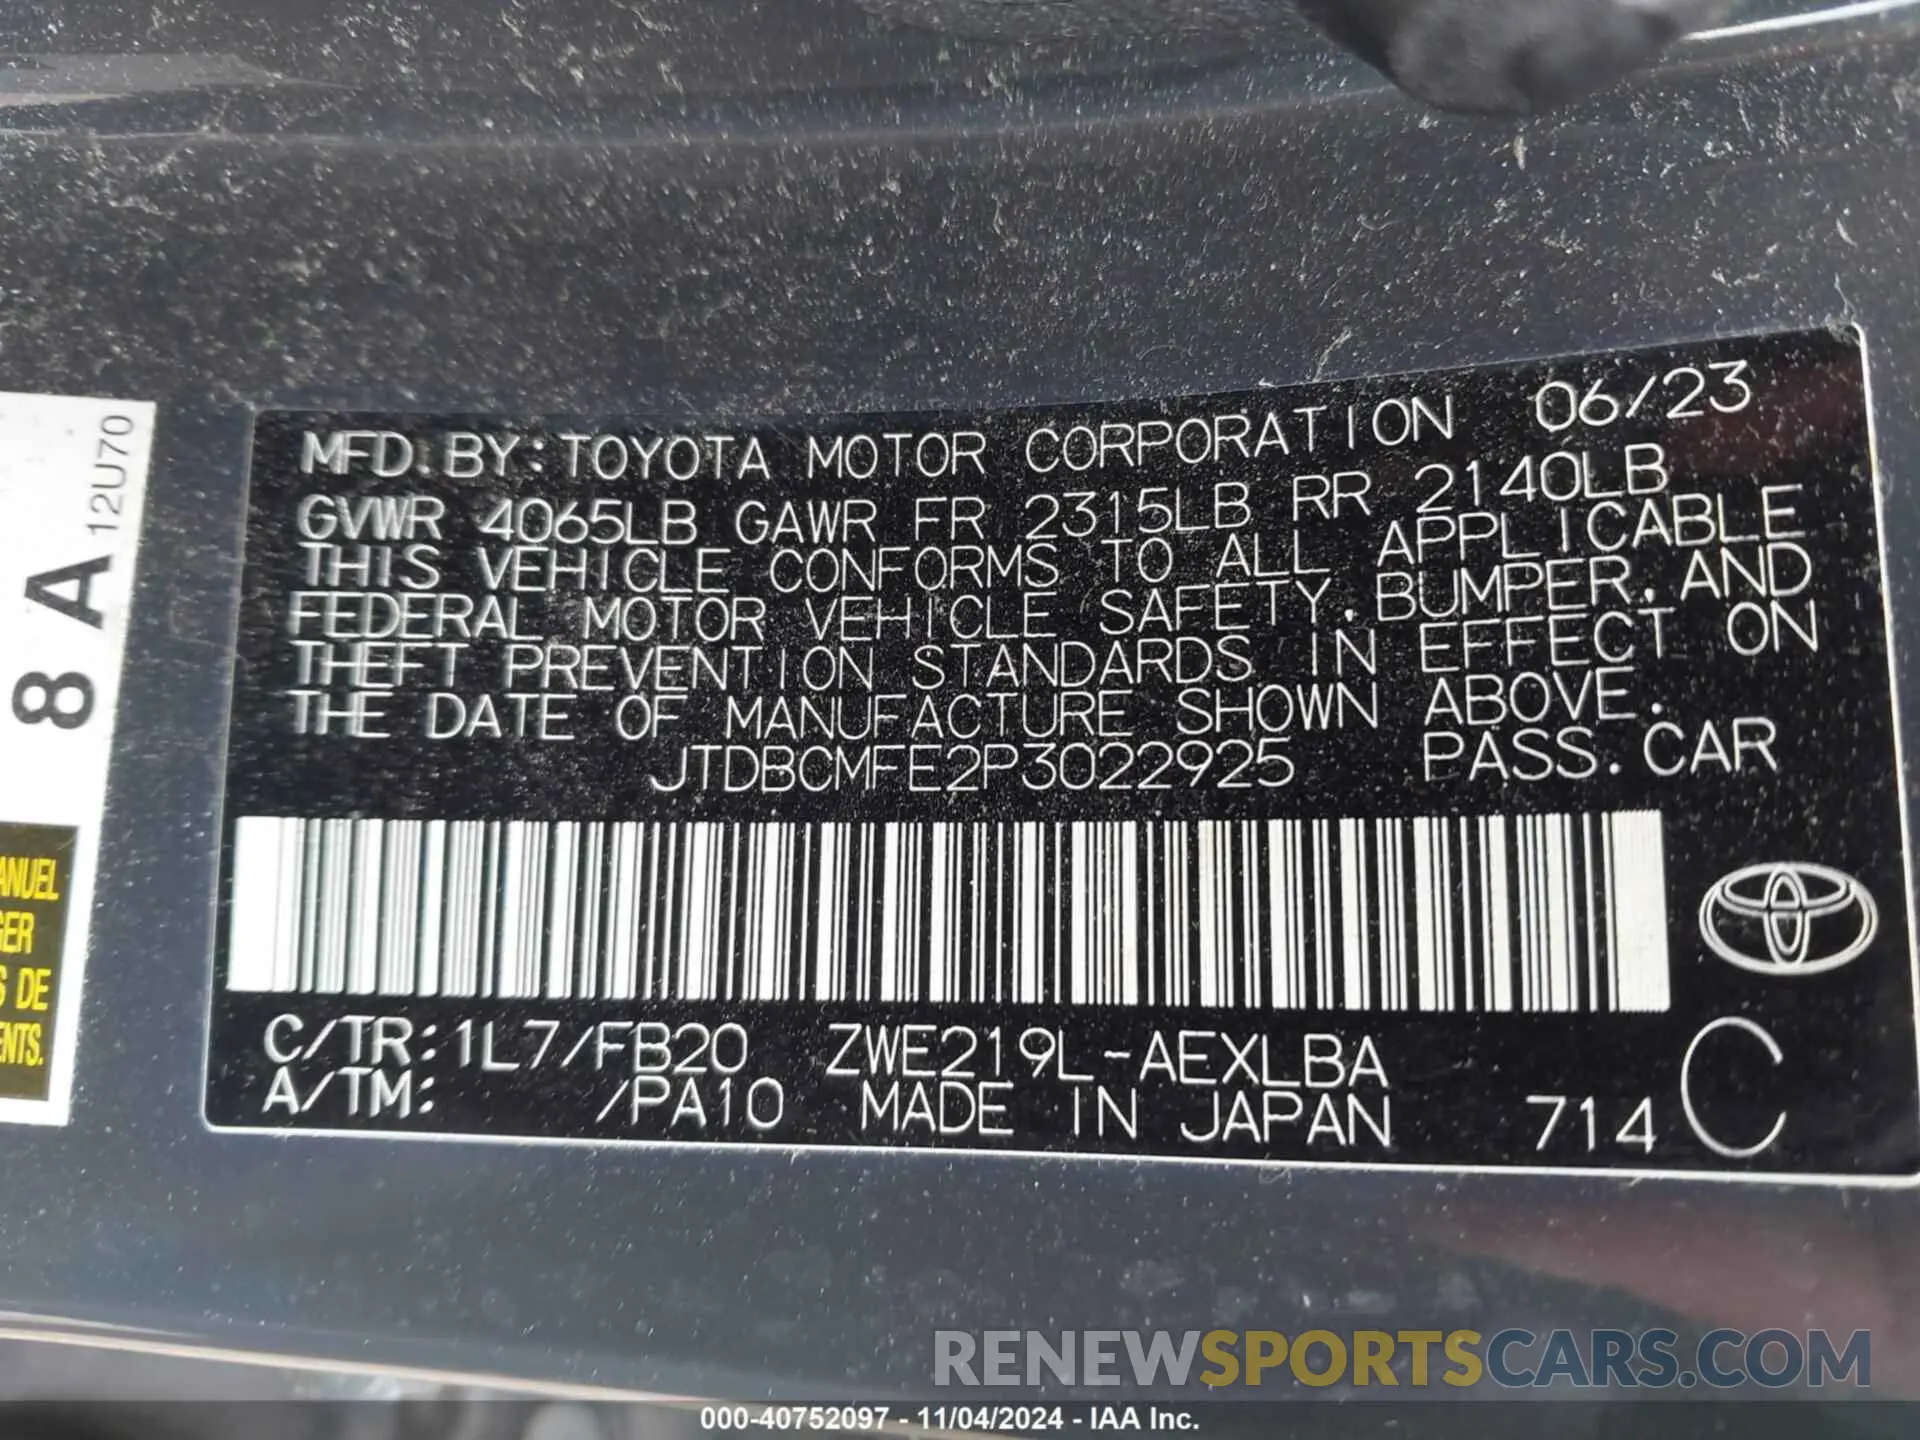 MFD. BY: TOYOTA MOTOR CORPORATION 06/23
GVWR 4065LB GAWR FR 2315LB RR 2140LB
THIS VEHICLE CONFORMS TO ALL APPLICABLE
FEDERAL MOTOR VEHICLE SAFETY, BUMPER, AND
THEFT PREVENTION STANDARDS IN EFFECT ON
THE DATE OF MANUFACTURE SHOWN ABOVE.
JTDBCMFE2P3022925 PASS. CAR
C/TR: 1L7/FB20 ZWE219L-AEXLBA
A/TM: /PA10 MADE IN JAPAN 714 C
8 A 12U70
ANUEL
GER
S DE
ENTS.
RENEWSPORTSCARS.COM
000-40752097 - 11/04/2024 - IAA Inc.